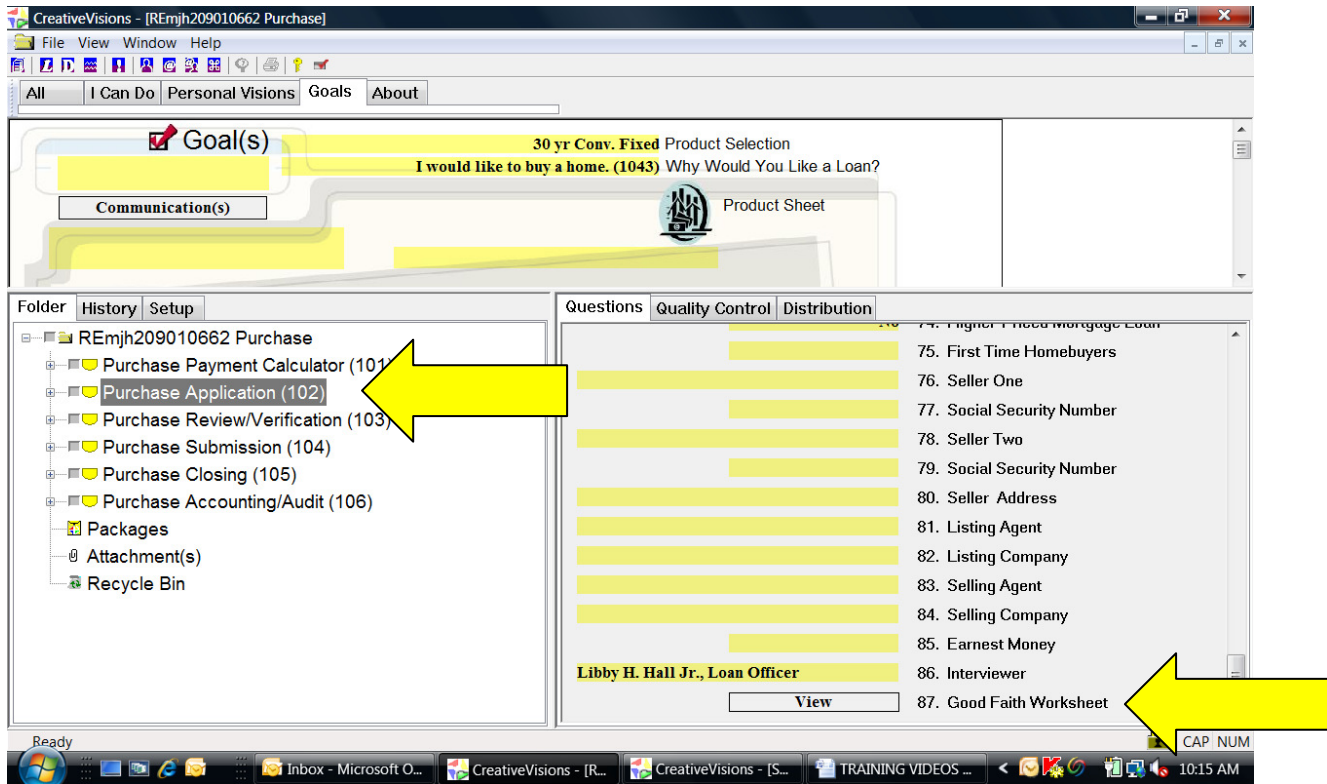 CreativeVisions - [REmjh209010662 Purchase]
File View Window Help
All I Can Do Personal Visions Goals About
Goal(s)
30 yr Conv. Fixed Product Selection
I would like to buy a home. (1043) Why Would You Like a Loan?
Communication(s)
Product Sheet
Folder History Setup
REmjh209010662 Purchase
Purchase Payment Calculator (101)
Purchase Application (102)
Purchase Review/Verification (103)
Purchase Submission (104)
Purchase Closing (105)
Purchase Accounting/Audit (106)
Packages
Attachment(s)
Recycle Bin
Questions Quality Control Distribution
No 74. Higher Priced Mortgage Loan
75. First Time Homebuyers
76. Seller One
77. Social Security Number
78. Seller Two
79. Social Security Number
80. Seller Address
81. Listing Agent
82. Listing Company
83. Selling Agent
84. Selling Company
85. Earnest Money
Libby H. Hall Jr., Loan Officer 86. Interviewer
View 87. Good Faith Worksheet
Ready CAP NUM
Inbox - Microsoft O... CreativeVisions - [R... CreativeVisions - [S... TRAINING VIDEOS ... 10:15 AM